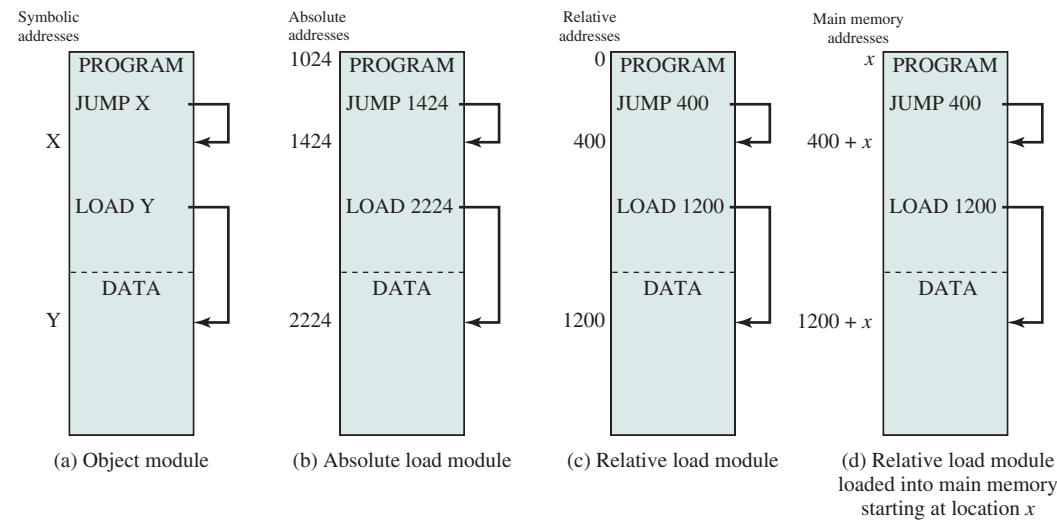 Symbolic
addresses
PROGRAM
JUMP X
X
LOAD Y
DATA
Y
(a) Object module
Absolute
addresses
1024
PROGRAM
JUMP 1424
1424
LOAD 2224
DATA
2224
(b) Absolute load module
Relative
addresses
0
PROGRAM
JUMP 400
400
LOAD 1200
DATA
1200
(c) Relative load module
Main memory
addresses
x
PROGRAM
JUMP 400
400 + x
LOAD 1200
DATA
1200 + x
(d) Relative load module
loaded into main memory
starting at location x